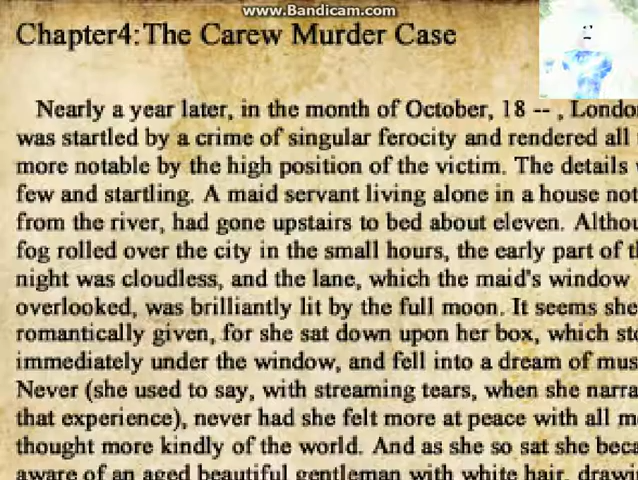 www.Bandicam.com
Chapter4:The Carew Murder Case
Nearly a year later, in the month of October, 18 -- , Londo
was startled by a crime of singular ferocity and rendered all
more notable by the high position of the victim. The details
few and startling. A maid servant living alone in a house not
from the river, had gone upstairs to bed about eleven. Althou
fog rolled over the city in the small hours, the early part of t
night was cloudless, and the lane, which the maid's window
overlooked, was brilliantly lit by the full moon. It seems she
romantically given, for she sat down upon her box, which sto
immediately under the window, and fell into a dream of mus
Never (she used to say, with streaming tears, when she narra
that experience), never had she felt more at peace with all m
thought more kindly of the world. And as she so sat she beca
aware of an aged beautiful gentleman with white hair, drawi